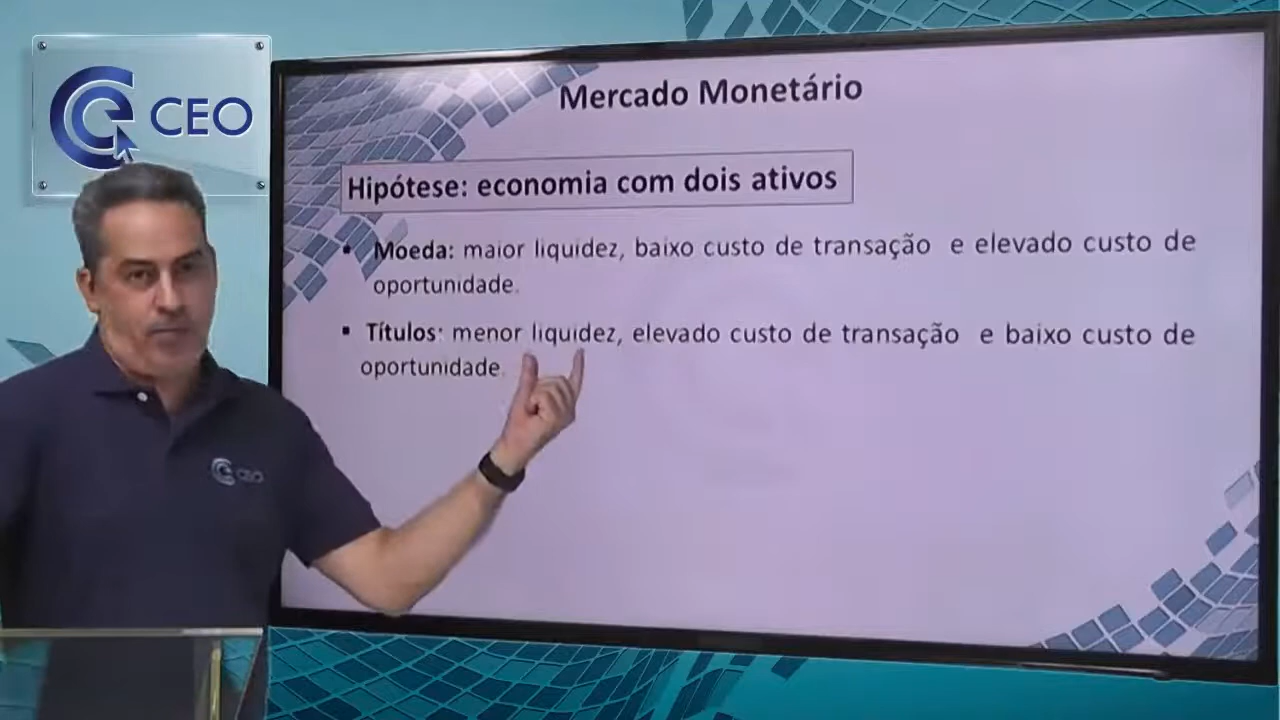 CEO
Mercado Monetário
Hipótese: economia com dois ativos
▪ Moeda: maior liquidez, baixo custo de transação e elevado custo de
oportunidade.
▪ Títulos: menor liquidez, elevado custo de transação e baixo custo de
oportunidade.
CEO